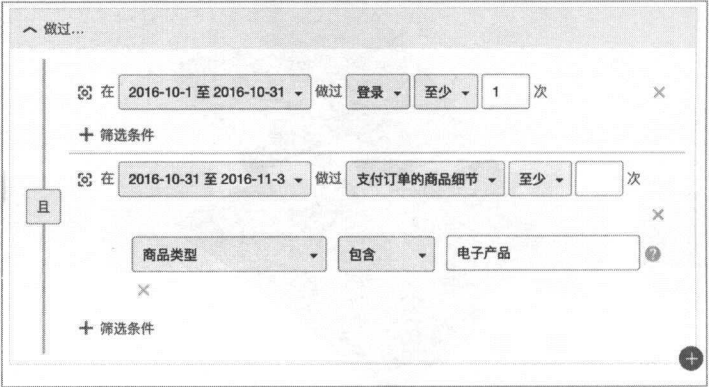 做过...
在 2016-10-1 至 2016-10-31 做过 登录 至少 1 次
筛选条件
在 2016-10-31 至 2016-11-3 做过 支付订单的商品细节 至少 次
且
商品类型 包含 电子产品
筛选条件